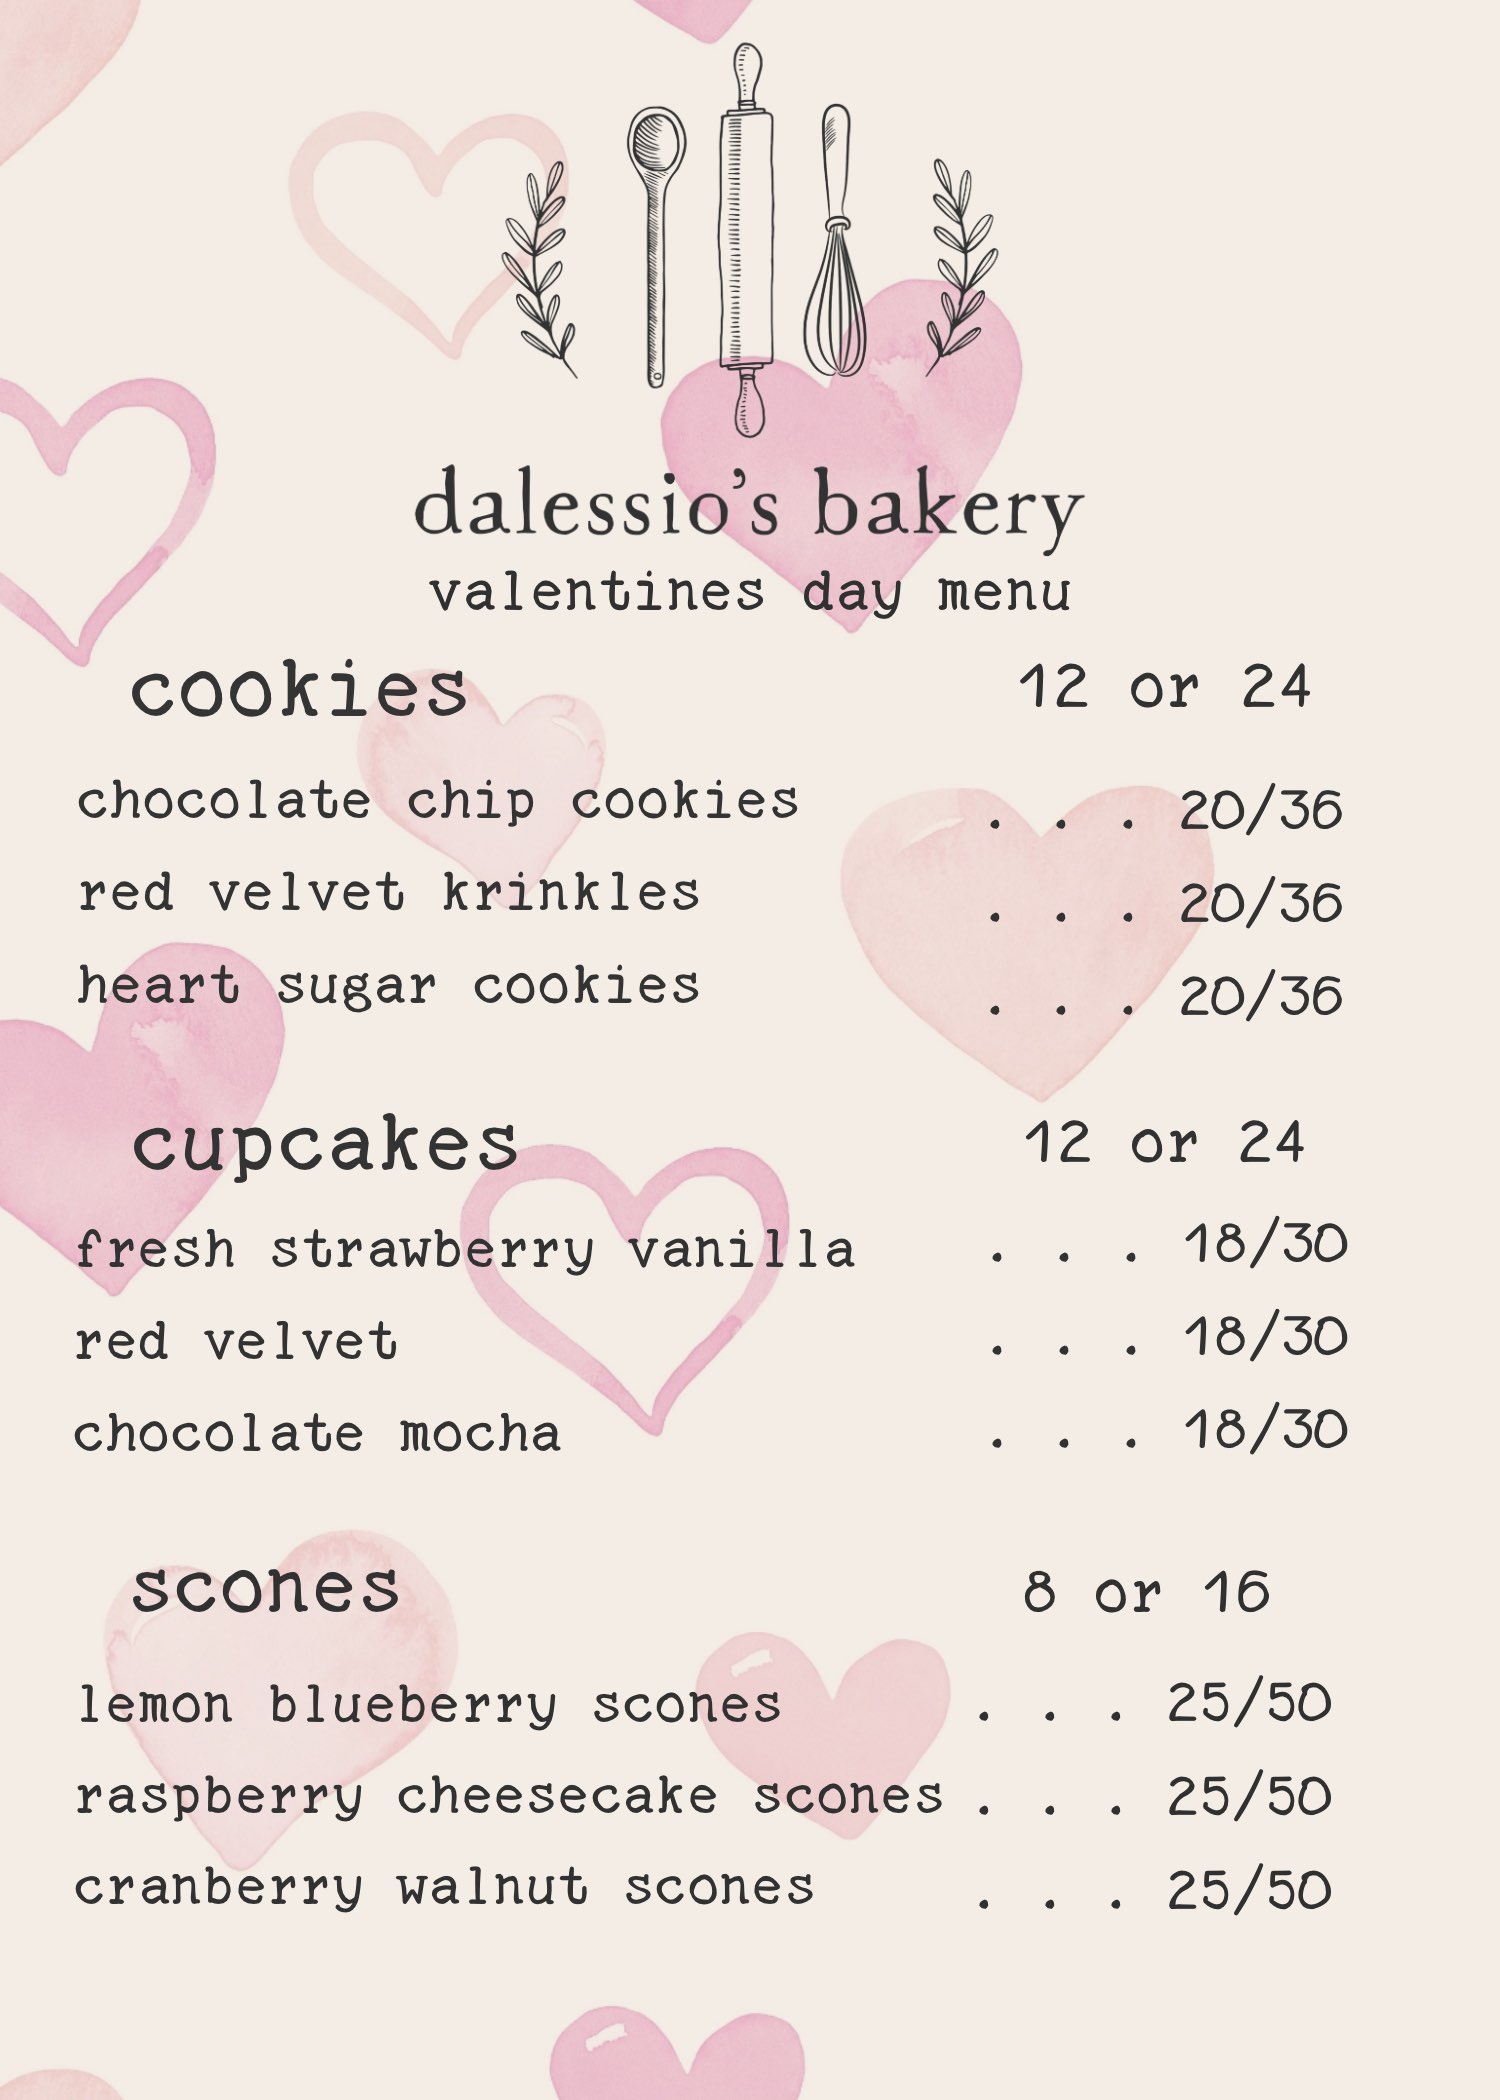 dalessio's bakery
valentines day menu
cookies 12 or 24
chocolate chip cookies . . . 20/36
red velvet krinkles . . . 20/36
heart sugar cookies . . . 20/36
cupcakes 12 or 24
fresh strawberry vanilla . . . 18/30
red velvet . . . 18/30
chocolate mocha . . . 18/30
scones 8 or 16
lemon blueberry scones . . . 25/50
raspberry cheesecake scones . . . 25/50
cranberry walnut scones . . . 25/50